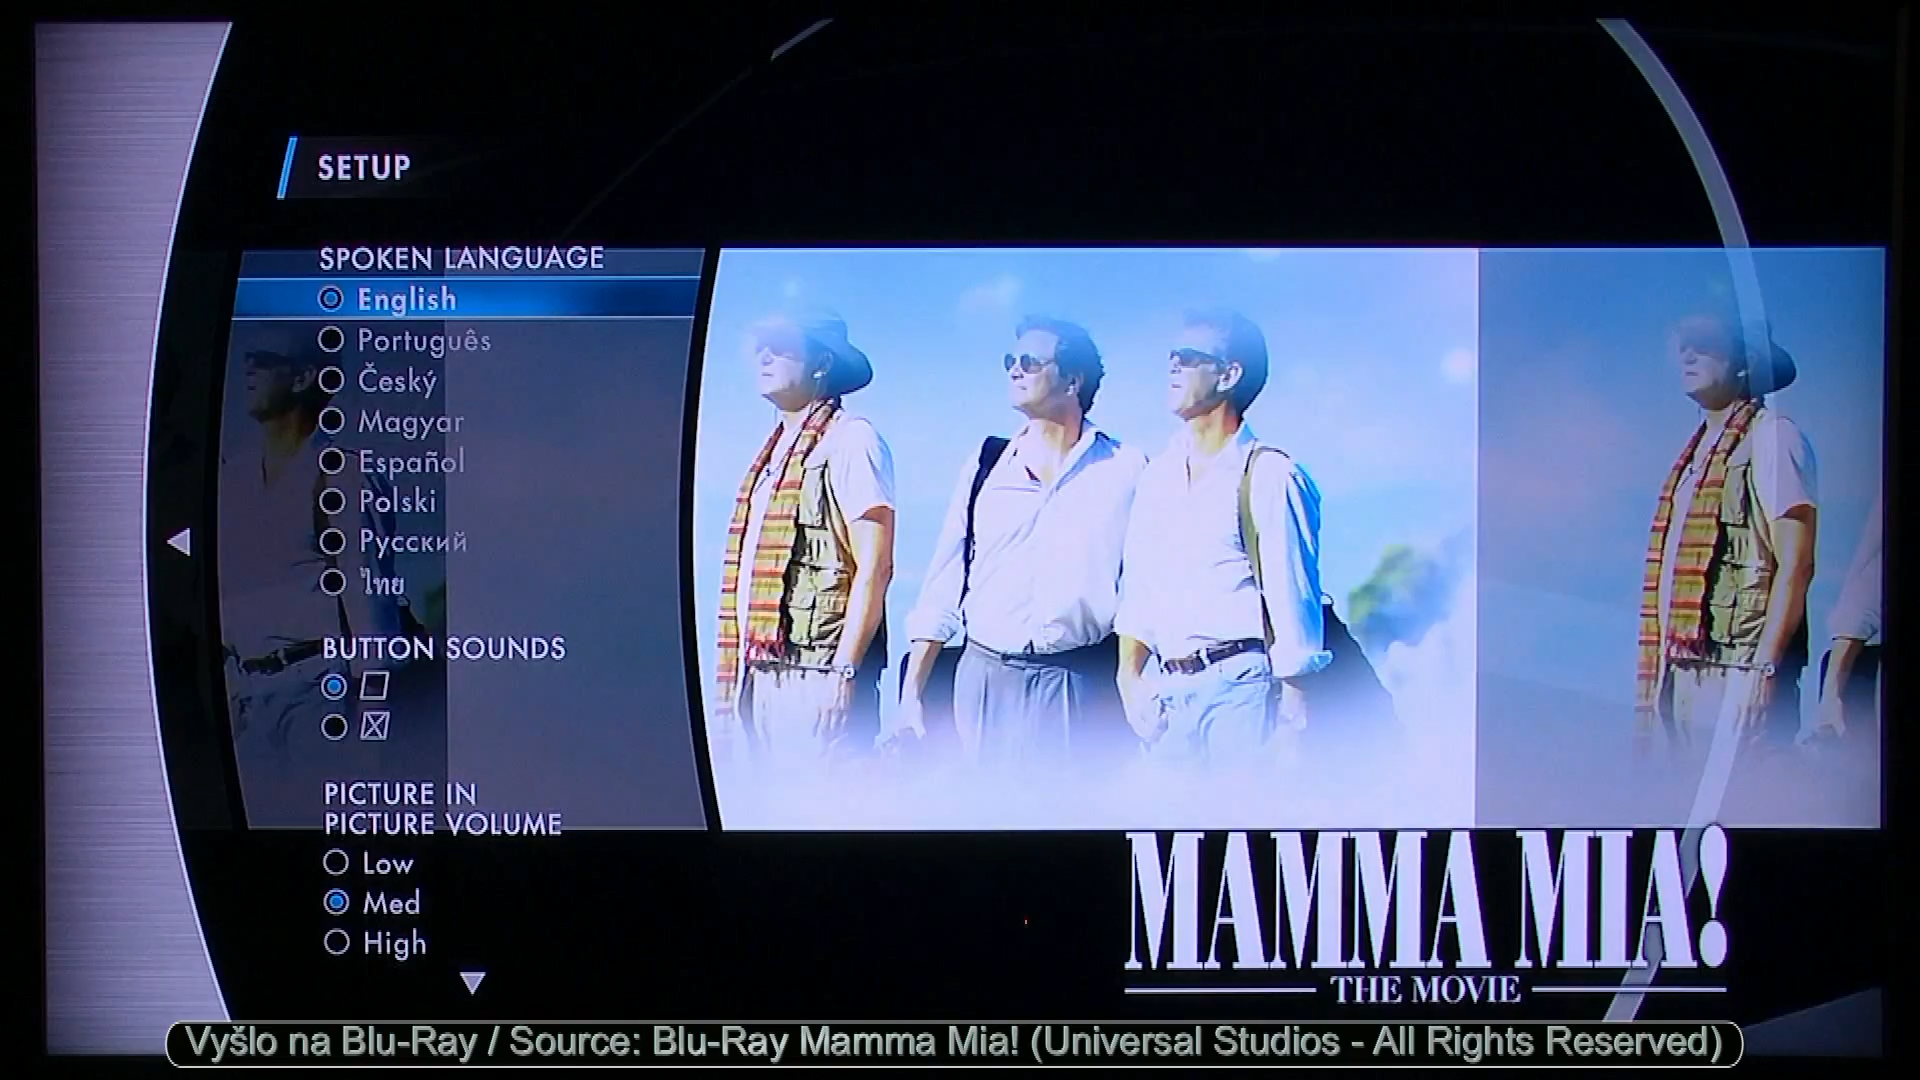 SETUP
SPOKEN LANGUAGE
English
Português
Český
Magyar
Español
Polski
Русский
ไทย
BUTTON SOUNDS
PICTURE IN
PICTURE VOLUME
Low
Med
High
MAMMA MIA!
THE MOVIE
Vyšlo na Blu-Ray / Source: Blu-Ray Mamma Mia! (Universal Studios - All Rights Reserved)